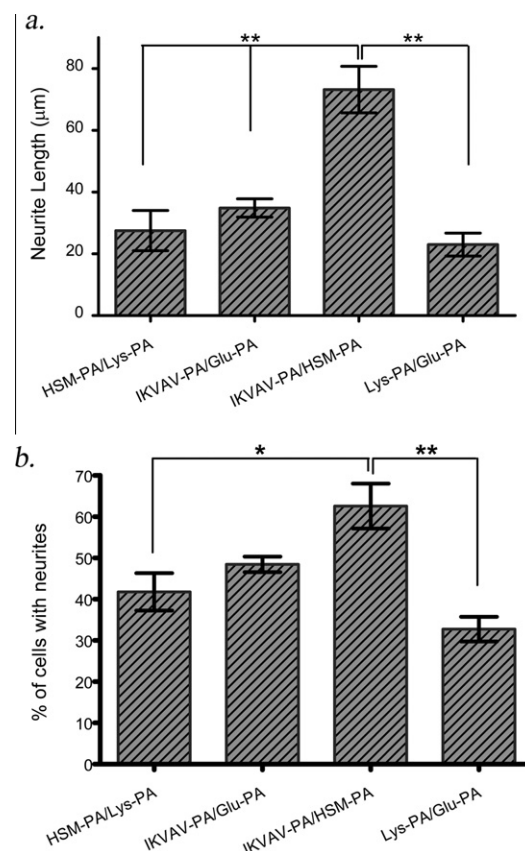 a.
** **
Neurite Length (μm)
80
60
40
20
0
HSM-PA/Lys-PA
IKVAV-PA/Glu-PA
IKVAV-PA/HSM-PA
Lys-PA/Glu-PA
b.
* **
% of cells with neurites
70
60
50
40
30
20
10
0
HSM-PA/Lys-PA
IKVAV-PA/Glu-PA
IKVAV-PA/HSM-PA
Lys-PA/Glu-PA